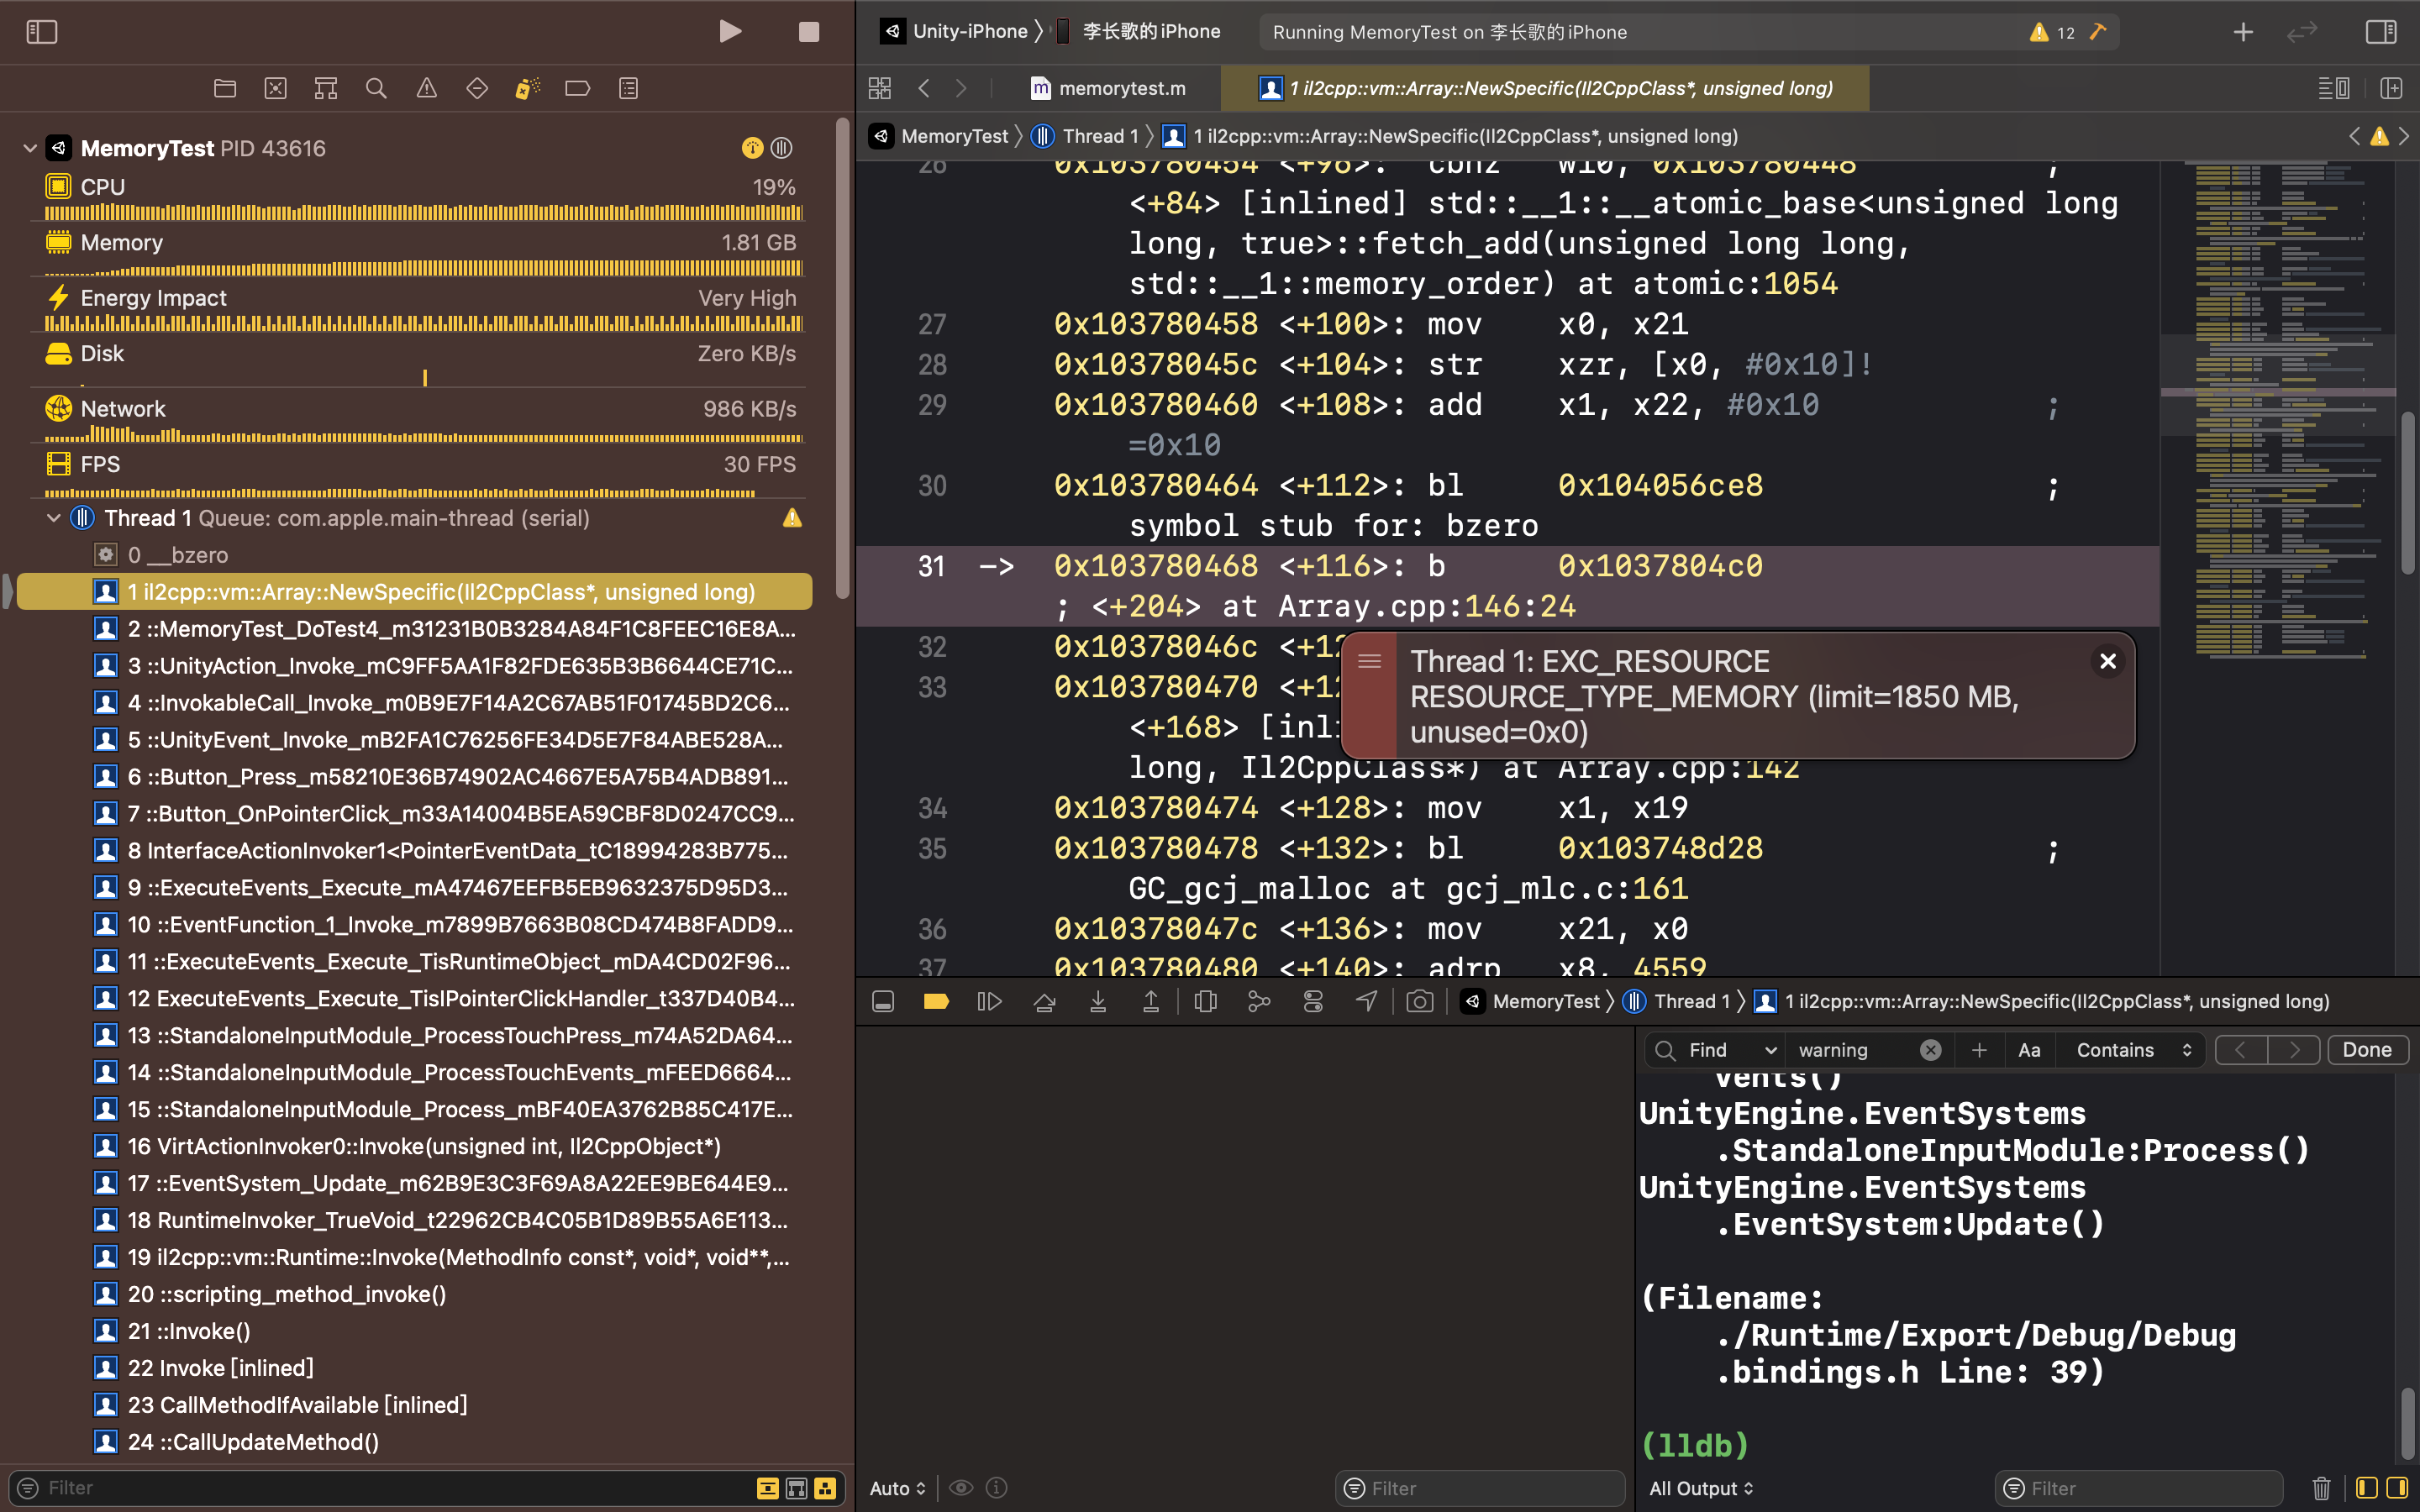 Unity-iPhone
李长歌的iPhone
Running MemoryTest on 李长歌的iPhone
12
memorytest.m
1 il2cpp::vm::Array::NewSpecific(Il2CppClass*, unsigned long)
MemoryTest PID 43616
CPU 19%
Memory 1.81 GB
Energy Impact Very High
Disk Zero KB/s
Network 986 KB/s
FPS 30 FPS
Thread 1 Queue: com.apple.main-thread (serial)
0 __bzero
1 il2cpp::vm::Array::NewSpecific(Il2CppClass*, unsigned long)
2 ::MemoryTest_DoTest4_m31231B0B3284A84F1C8FEEC16E8A...
3 ::UnityAction_Invoke_mC9FF5AA1F82FDE635B3B6644CE71C...
4 ::InvokableCall_Invoke_m0B9E7F14A2C67AB51F01745BD2C6...
5 ::UnityEvent_Invoke_mB2FA1C76256FE34D5E7F84ABE528A...
6 ::Button_Press_m58210E36B74902AC4667E5A75B4ADB891...
7 ::Button_OnPointerClick_m33A14004B5EA59CBF8D0247CC9...
8 InterfaceActionInvoker1<PointerEventData_tC18994283B775...
9 ::ExecuteEvents_Execute_mA47467EEFB5EB9632375D95D3...
10 ::EventFunction_1_Invoke_m7899B7663B08CD474B8FADD9...
11 ::ExecuteEvents_Execute_TisRuntimeObject_mDA4CD02F96...
12 ExecuteEvents_Execute_TisIPointerClickHandler_t337D40B4...
13 ::StandaloneInputModule_ProcessTouchPress_m74A52DA64...
14 ::StandaloneInputModule_ProcessTouchEvents_mFEED6664...
15 ::StandaloneInputModule_Process_mBF40EA3762B85C417E...
16 VirtActionInvoker0::Invoke(unsigned int, Il2CppObject*)
17 ::EventSystem_Update_m62B9E3C3F69A8A22EE9BE644E9...
18 RuntimeInvoker_TrueVoid_t22962CB4C05B1D89B55A6E113...
19 il2cpp::vm::Runtime::Invoke(MethodInfo const*, void*, void**,...
20 ::scripting_method_invoke()
21 ::Invoke()
22 Invoke [inlined]
23 CallMethodIfAvailable [inlined]
24 ::CallUpdateMethod()
Filter
MemoryTest
Thread 1
1 il2cpp::vm::Array::NewSpecific(Il2CppClass*, unsigned long)
26 0x103780454 <+96>: cbnz w10, 0x103780448 ;
<+84> [inlined] std::__1::__atomic_base<unsigned long
long, true>::fetch_add(unsigned long long,
std::__1::memory_order) at atomic:1054
27 0x103780458 <+100>: mov x0, x21
28 0x10378045c <+104>: str xzr, [x0, #0x10]!
29 0x103780460 <+108>: add x1, x22, #0x10 ;
=0x10
30 0x103780464 <+112>: bl 0x104056ce8 ;
symbol stub for: bzero
31 -> 0x103780468 <+116>: b 0x1037804c0
; <+204> at Array.cpp:146:24
32 0x10378046c <+12
33 0x103780470 <+12
<+168> [inli
long, Il2CppClass*) at Array.cpp:142
34 0x103780474 <+128>: mov x1, x19
35 0x103780478 <+132>: bl 0x103748d28 ;
GC_gcj_malloc at gcj_mlc.c:161
36 0x10378047c <+136>: mov x21, x0
37 0x103780480 <+140>: adrp x8, 4559
Thread 1: EXC_RESOURCE
RESOURCE_TYPE_MEMORY (limit=1850 MB,
unused=0x0)
MemoryTest
Thread 1
1 il2cpp::vm::Array::NewSpecific(Il2CppClass*, unsigned long)
Find warning Aa Contains Done
vents()
UnityEngine.EventSystems
.StandaloneInputModule:Process()
UnityEngine.EventSystems
.EventSystem:Update()
(Filename:
./Runtime/Export/Debug/Debug
.bindings.h Line: 39)
(lldb)
Auto
Filter
All Output
Filter